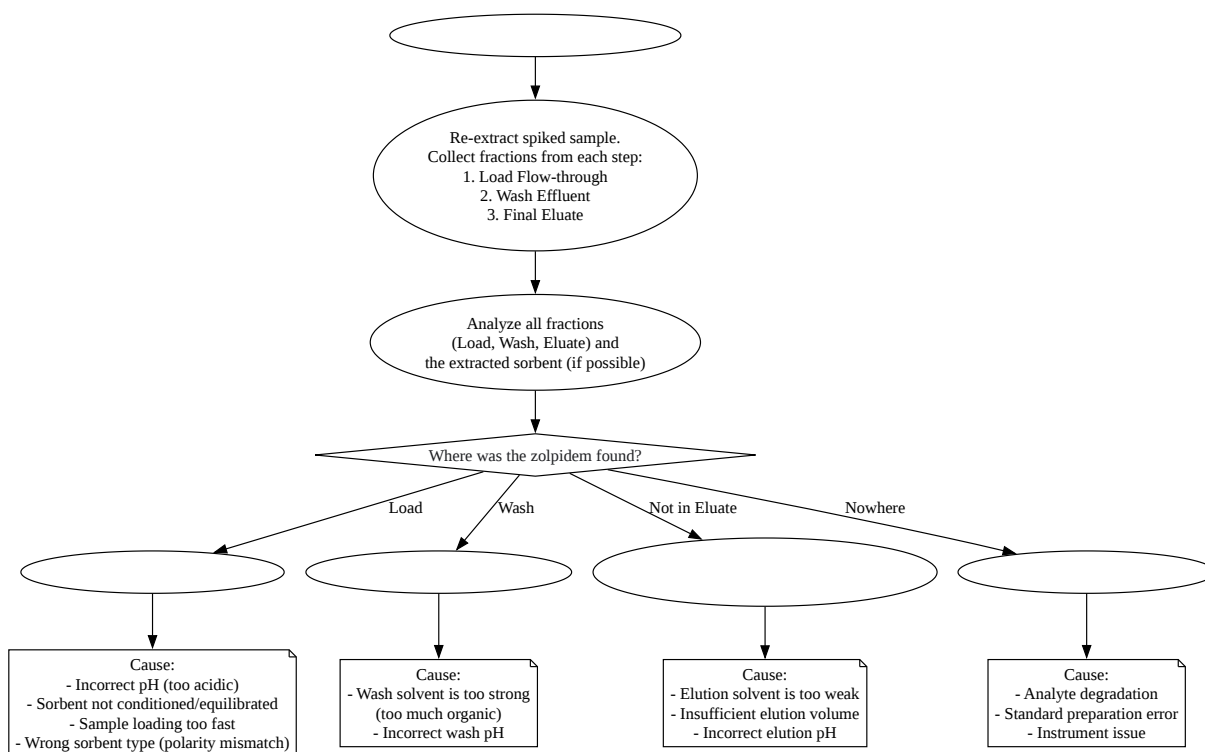 Re-extract spiked sample.
Collect fractions from each step:
1. Load Flow-through
2. Wash Effluent
3. Final Eluate
Analyze all fractions
(Load, Wash, Eluate) and
the extracted sorbent (if possible)
Where was the zolpidem found?
Load
Wash
Not in Eluate
Nowhere
Cause:
- Incorrect pH (too acidic)
- Sorbent not conditioned/equilibrated
- Sample loading too fast
- Wrong sorbent type (polarity mismatch)
Cause:
- Wash solvent is too strong
(too much organic)
- Incorrect wash pH
Cause:
- Elution solvent is too weak
- Insufficient elution volume
- Incorrect elution pH
Cause:
- Analyte degradation
- Standard preparation error
- Instrument issue